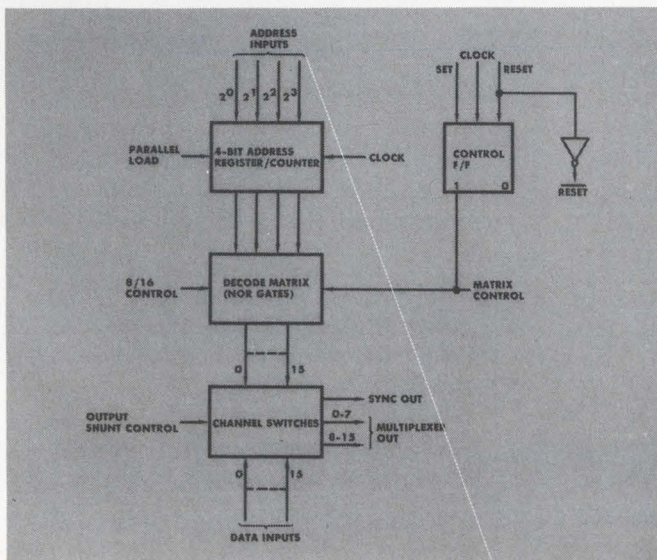 ADDRESS
INPUTS
2⁰ 2¹ 2² 2³
SET CLOCK RESET
PARALLEL
LOAD
4-BIT ADDRESS
REGISTER/COUNTER
CLOCK
CONTROL
F/F
1 0
RESET
8/16
CONTROL
DECODE MATRIX
(NOR GATES)
MATRIX
CONTROL
0 15
OUTPUT
SHUNT CONTROL
CHANNEL SWITCHES
SYNC OUT
0-7
8-15
MULTIPLEXED
OUT
0 15
DATA INPUTS